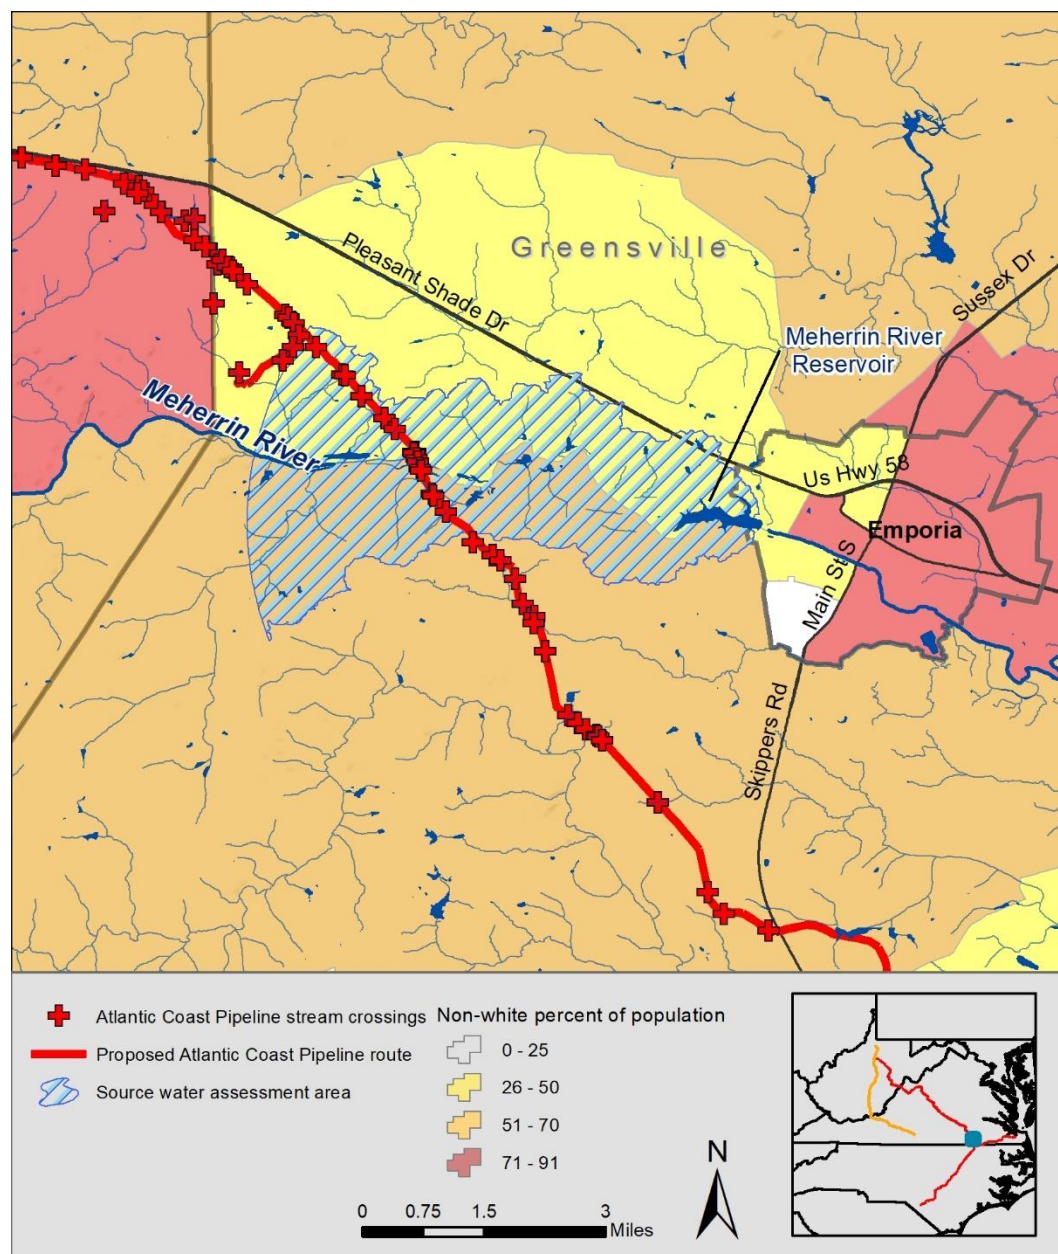 Greensville
Pleasant Shade Dr
Sussex Dr
Meherrin River
Reservoir
Meherrin River
Us Hwy 58
Emporia
Main St S
Skippers Rd
Atlantic Coast Pipeline stream crossings
Proposed Atlantic Coast Pipeline route
Source water assessment area
Non-white percent of population
0 - 25
26 - 50
51 - 70
71 - 91
N
0 0.75 1.5 3
Miles